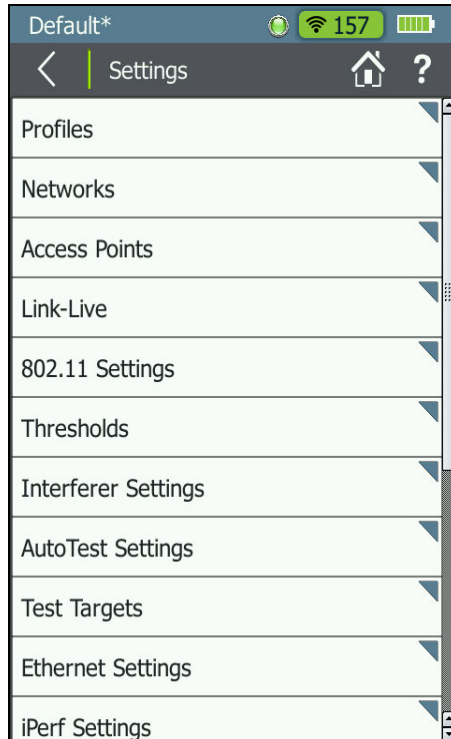 Default*
157
Settings
?
Profiles
Networks
Access Points
Link-Live
802.11 Settings
Thresholds
Interferer Settings
AutoTest Settings
Test Targets
Ethernet Settings
iPerf Settings